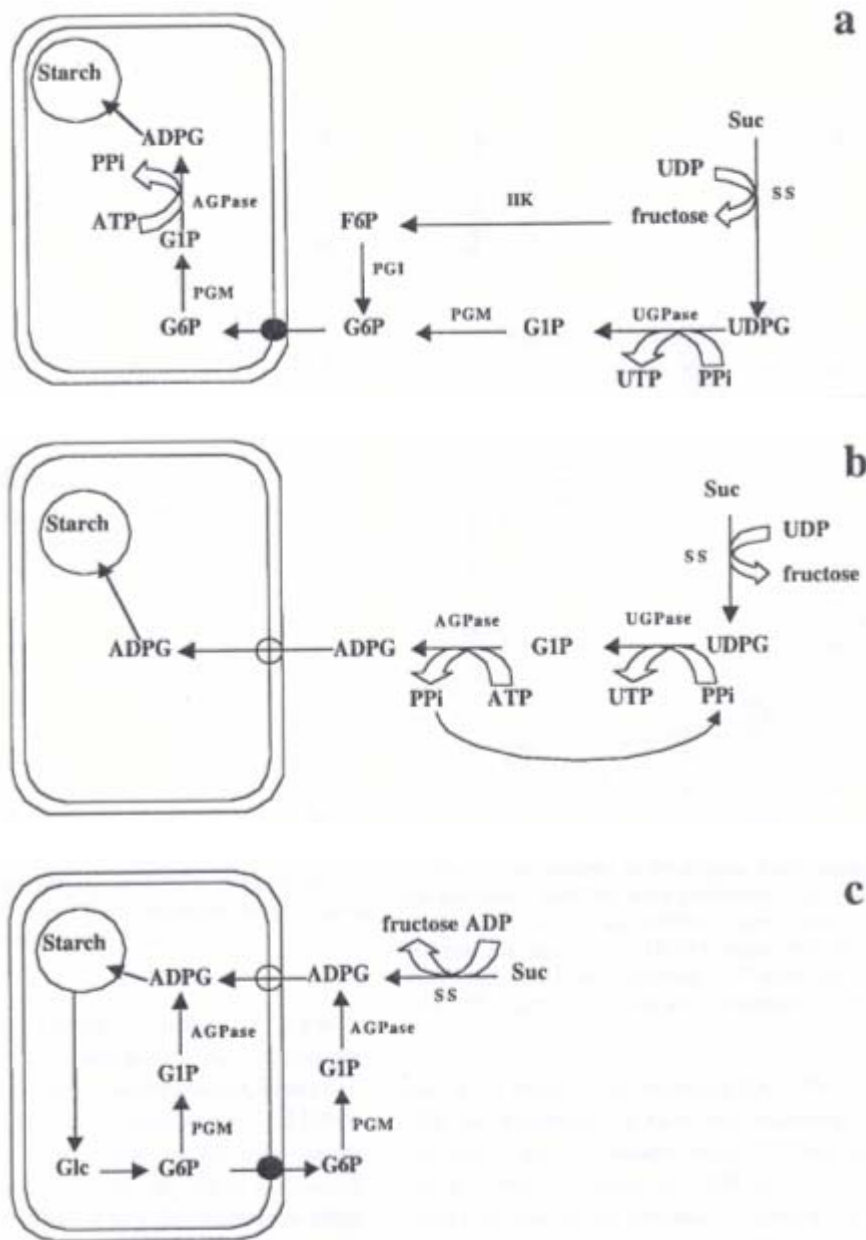 a
Starch
Suc
ADPG
PPi
UDP
SS
AGPase
HK
ATP
F6P
fructose
G1P
PGI
PGM
UGPase
G6P
G6P
PGM
G1P
UDPG
UTP
PPi
b
Suc
Starch
UDP
SS
fructose
AGPase
UGPase
ADPG
ADPG
G1P
UDPG
PPi
ATP
UTP
PPi
c
fructose ADP
Starch
ADPG
ADPG
Suc
SS
AGPase
AGPase
G1P
G1P
PGM
PGM
Glc
G6P
G6P